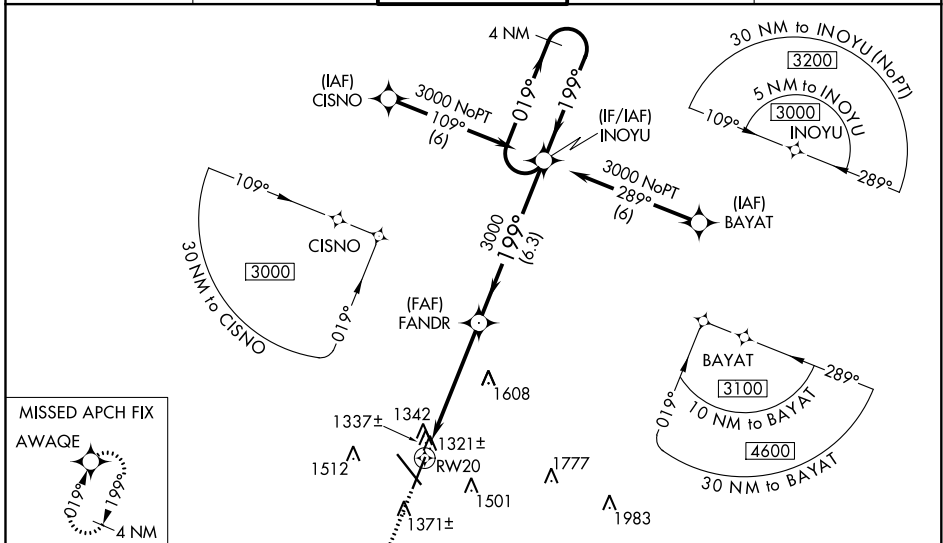 4 NM
019°
199°
(IAF)
CISNO
3000 NoPT
109°
(6)
(IF/IAF)
INOYU
30 NM to INOYU (NoPT)
3200
5 NM to INOYU
3000
INOYU
109°
289°
3000 NoPT
289°
(6)
(IAF)
BAYAT
109°
CISNO
3000
019°
30 NM to CISNO
3000
199°
(6.3)
(FAF)
FANDR
BAYAT
289°
3100
019°
10 NM to BAYAT
4600
30 NM to BAYAT
1608
1342
1337±
1321±
RW20
1512
1501
1777
1983
1371±
MISSED APCH FIX
AWAQE
019°
199°
4 NM